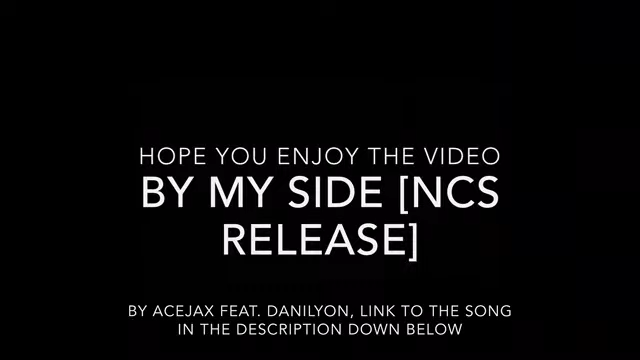 HOPE YOU ENJOY THE VIDEO
BY MY SIDE [NCS
RELEASE]
BY ACEJAX FEAT. DANILYON, LINK TO THE SONG
IN THE DESCRIPTION DOWN BELOW